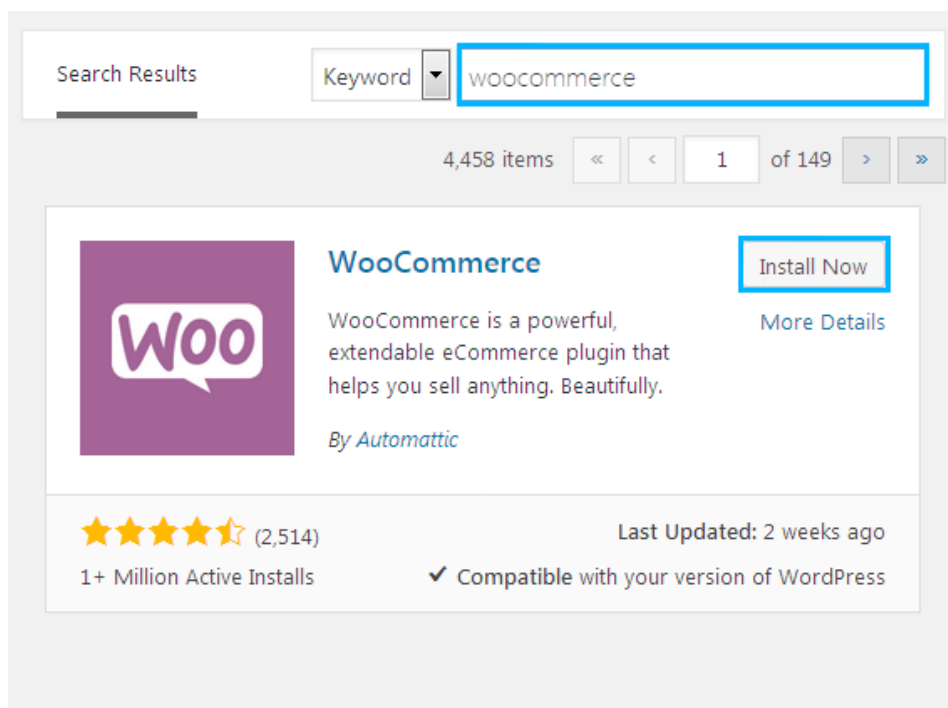 Search Results
Keyword
woocommerce
4,458 items « ‹ 1 of 149 › »
WOO
WooCommerce
Install Now
WooCommerce is a powerful,
extendable eCommerce plugin that
helps you sell anything. Beautifully.
More Details
By Automattic
(2,514)
Last Updated: 2 weeks ago
1+ Million Active Installs
✔ Compatible with your version of WordPress